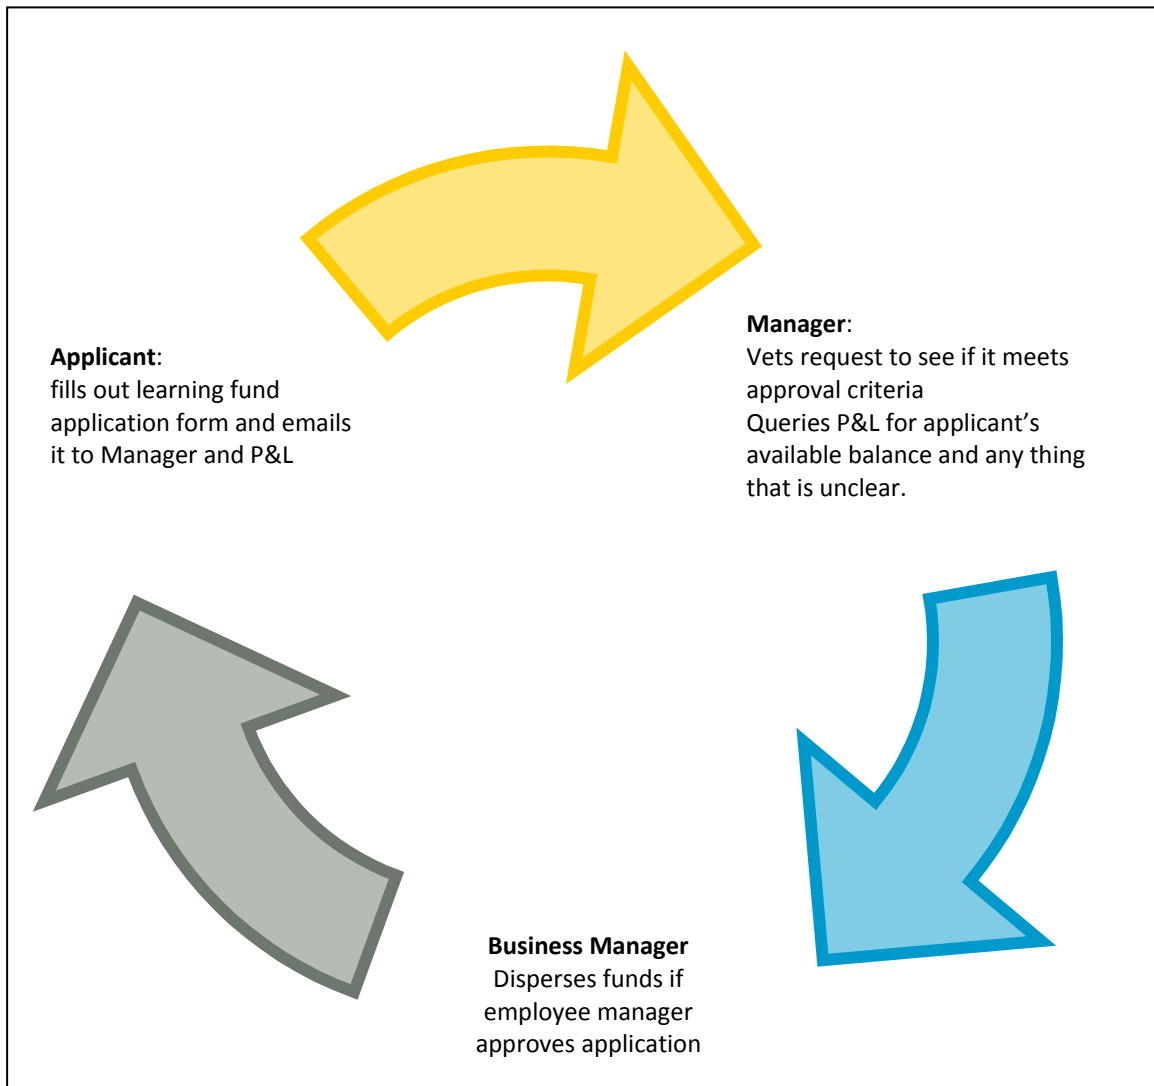 Applicant:
fills out learning fund
application form and emails
it to Manager and P&L
Manager:
Vets request to see if it meets
approval criteria
Queries P&L for applicant's
available balance and any thing
that is unclear.
Business Manager
Disperses funds if
employee manager
approves application